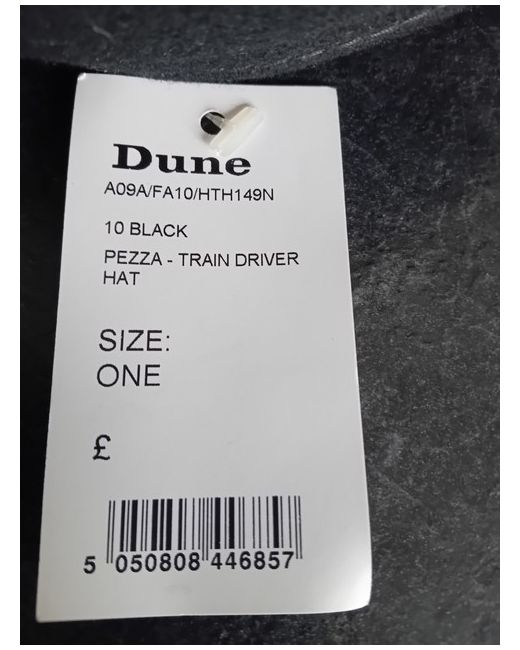 Dune
A09A/FA10/HTH149N
10 BLACK
PEZZA - TRAIN DRIVER
HAT
SIZE:
ONE
£
5 050808 446857